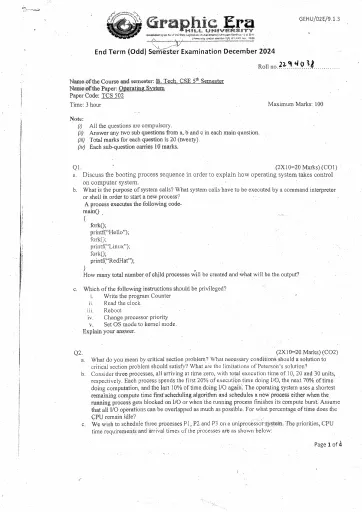 Graphic Era
HILL UNIVERSITY
GEHU/02E/9.1.3
End Term (Odd) Semester Examination December 2024
Roll no.
Name of the Course and semester: B. Tech. CSE 5th Semester
Name of the Paper: Operating System
Paper Code: TCS 502
Time: 3 hour Maximum Marks: 100
Note:
(i) All the questions are compulsory.
(ii) Answer any two sub questions from a, b and c in each main question.
(iii) Total marks for each question is 20 (twenty).
(iv) Each sub-question carries 10 marks.
Q1. (2X10=20 Marks) (CO1)
a. Discuss the booting process sequence in order to explain how operating system takes control
on computer system.
b. What is the purpose of system calls? What system calls have to be executed by a command interpreter
or shell in order to start a new process?
A process executes the following code-
main()
{
fork();
printf("Hello");
fork();
printf("Linux");
fork();
printf("RedHat");
}
How many total number of child processes will be created and what will be the output?
c. Which of the following instructions should be privileged?
i. Write the program Counter
ii. Read the clock
iii. Reboot
iv. Change processor priority
v. Set OS mode to kernel mode.
Explain your answer.
Q2. (2X10=20 Marks) (CO2)
a. What do you mean by critical section problem? What necessary conditions should a solution to
critical section problem should satisfy? What are the limitations of Peterson's solution?
b. Consider three processes, all arriving at time zero, with total execution time of 10, 20 and 30 units,
respectively. Each process spends the first 20% of execution time doing I/O, the next 70% of time
doing computation, and the last 10% of time doing I/O again. The operating system uses a shortest
remaining compute time first scheduling algorithm and schedules a new process either when the
running process gets blocked on I/O or when the running process finishes its compute burst. Assume
that all I/O operations can be overlapped as much as possible. For what percentage of time does the
CPU remain idle?
c. We wish to schedule three processes P1, P2 and P3 on a uniprocessor system. The priorities, CPU
time requirements and arrival times of the processes are as shown below:
Page 1 of 4